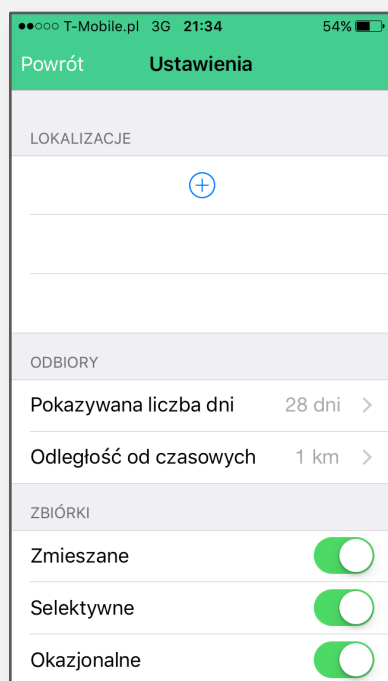 T-Mobile.pl 3G 21:34 54%
Powrót Ustawienia
LOKALIZACJE
ODBIORY
Pokazywana liczba dni 28 dni
Odległość od czasowych 1 km
ZBIÓRKI
Zmieszane
Selektywne
Okazjonalne